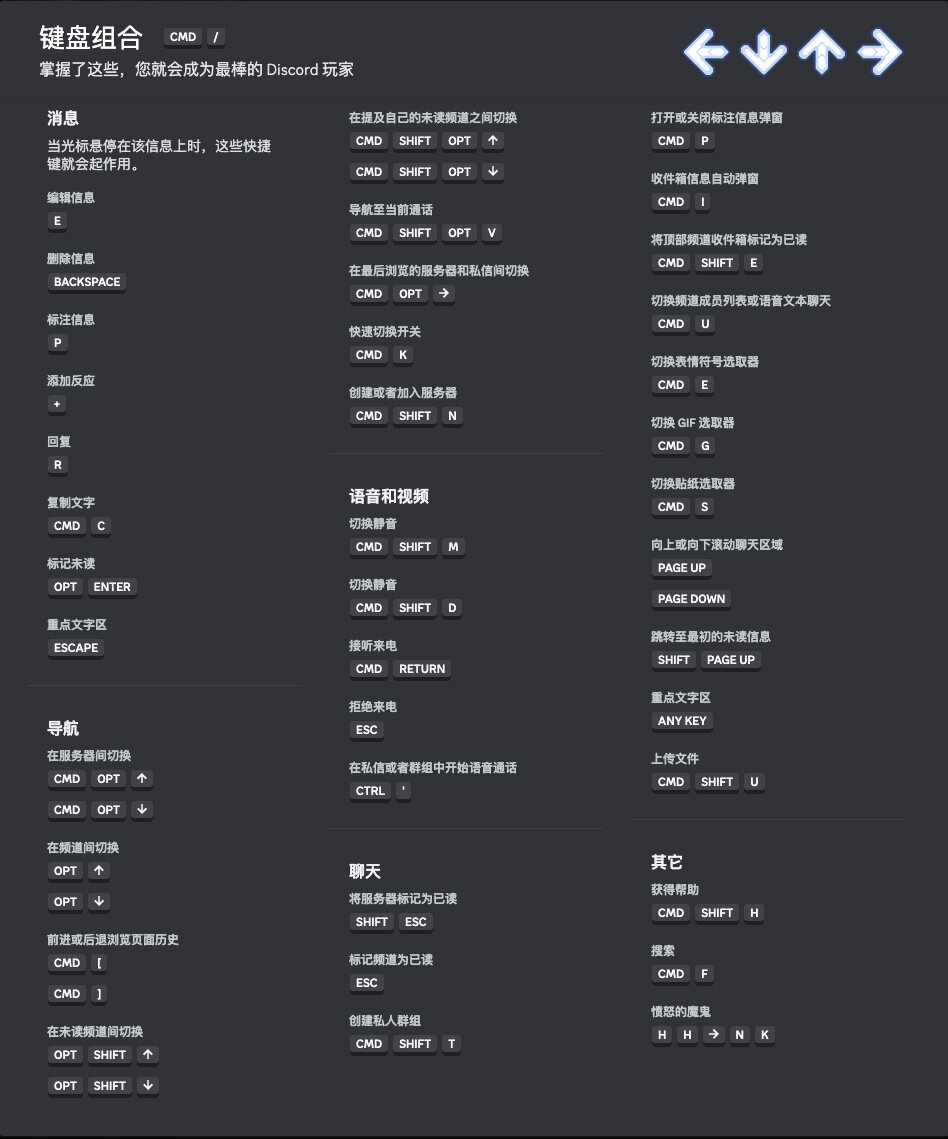 键盘组合 CMD /
掌握了这些，您就会成为最棒的 Discord 玩家
消息
当光标悬停在该信息上时，这些快捷
键就会起作用。
编辑信息
E
删除信息
BACKSPACE
标注信息
P
添加反应
+
回复
R
复制文字
CMD C
标记未读
OPT ENTER
重点文字区
ESCAPE
导航
在服务器间切换
CMD OPT ↑
CMD OPT ↓
在频道间切换
OPT ↑
OPT ↓
前进或后退浏览页面历史
CMD [
CMD ]
在未读频道间切换
OPT SHIFT ↑
OPT SHIFT ↓
在提及自己的未读频道之间切换
CMD SHIFT OPT ↑
CMD SHIFT OPT ↓
导航至当前通话
CMD SHIFT OPT V
在最后浏览的服务器和私信间切换
CMD OPT →
快速切换开关
CMD K
创建或者加入服务器
CMD SHIFT N
语音和视频
切换静音
CMD SHIFT M
切换静音
CMD SHIFT D
接听来电
CMD RETURN
拒绝来电
ESC
在私信或者群组中开始语音通话
CTRL '
聊天
将服务器标记为已读
SHIFT ESC
标记频道为已读
ESC
创建私人群组
CMD SHIFT T
打开或关闭标注信息弹窗
CMD P
收件箱信息自动弹窗
CMD I
将顶部频道收件箱标记为已读
CMD SHIFT E
切换频道成员列表或语音文本聊天
CMD U
切换表情符号选取器
CMD E
切换 GIF 选取器
CMD G
切换贴纸选取器
CMD S
向上或向下滚动聊天区域
PAGE UP
PAGE DOWN
跳转至最初的未读信息
SHIFT PAGE UP
重点文字区
ANY KEY
上传文件
CMD SHIFT U
其它
获得帮助
CMD SHIFT H
搜索
CMD F
愤怒的魔鬼
H H → N K